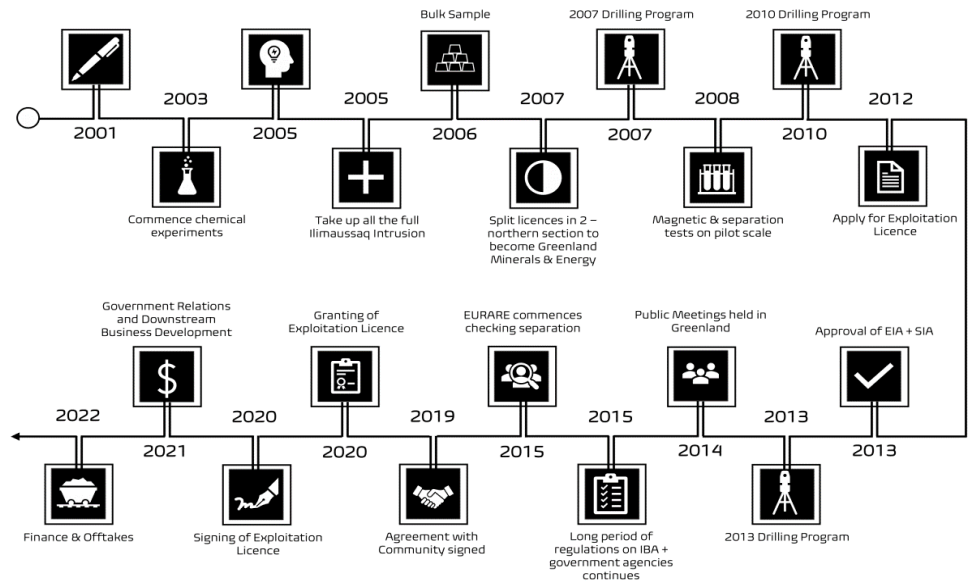 Bulk Sample
2007 Drilling Program
2010 Drilling Program
2001
2003
2005
2005
2006
2007
2007
2008
2010
2012
Commence chemical
experiments
Take up all the full
Ilimaussaq Intrusion
Split licences in 2 –
northern section to
become Greenland
Minerals & Energy
Magnetic & separation
tests on pilot scale
Apply for Exploitation
Licence
Government Relations
and Downstream
Business Development
Granting of
Exploitation Licence
EURARE commences
checking separation
Public Meetings held in
Greenland
Approval of EIA + SIA
2022
2021
2020
2020
2019
2015
2015
2014
2013
2013
Finance & Offtakes
Signing of Exploitation
Licence
Agreement with
Community signed
Long period of
regulations on IBA +
government agencies
continues
2013 Drilling Program